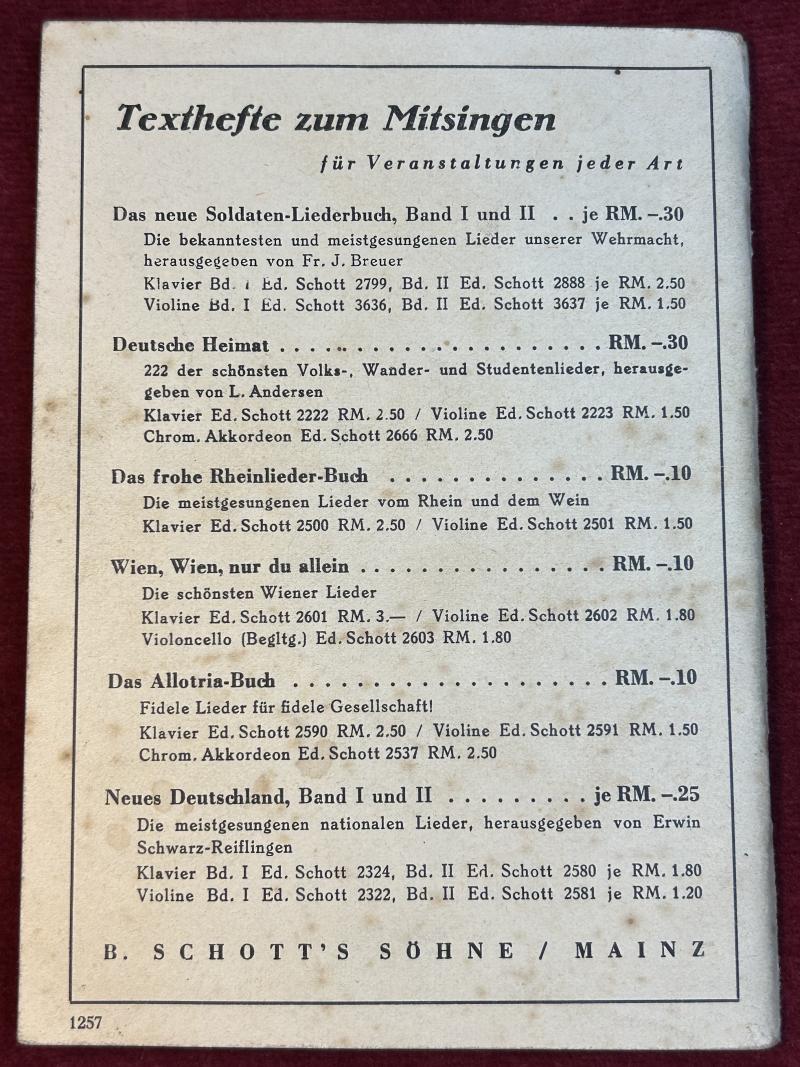 Texthefte zum Mitsingen
für Veranstaltungen jeder Art
Das neue Soldaten-Liederbuch, Band I und II . . je RM. -.30
Die bekanntesten und meistgesungenen Lieder unserer Wehrmacht,
herausgegeben von Fr. J. Breuer
Klavier Bd. I Ed. Schott 2799, Bd. II Ed. Schott 2888 je RM. 2.50
Violine Bd. I Ed. Schott 3636, Bd. II Ed. Schott 3637 je RM. 1.50
Deutsche Heimat . . . . . . . . . . . . . . . . . . . . . RM. -.30
222 der schönsten Volks-, Wander- und Studentenlieder, herausge-
geben von L. Andersen
Klavier Ed. Schott 2222 RM. 2.50 / Violine Ed. Schott 2223 RM. 1.50
Chrom. Akkordeon Ed. Schott 2666 RM. 2.50
Das frohe Rheinlieder-Buch . . . . . . . . . . . . . . RM. -.10
Die meistgesungenen Lieder vom Rhein und dem Wein
Klavier Ed. Schott 2500 RM. 2.50 / Violine Ed. Schott 2501 RM. 1.50
Wien, Wien, nur du allein . . . . . . . . . . . . . . . . RM. -.10
Die schönsten Wiener Lieder
Klavier Ed. Schott 2601 RM. 3.— / Violine Ed. Schott 2602 RM. 1.80
Violoncello (Begltg.) Ed. Schott 2603 RM. 1.80
Das Allotria-Buch . . . . . . . . . . . . . . . . . . . . RM. -.10
Fidele Lieder für fidele Gesellschaft!
Klavier Ed. Schott 2590 RM. 2.50 / Violine Ed. Schott 2591 RM. 1.50
Chrom. Akkordeon Ed. Schott 2537 RM. 2.50
Neues Deutschland, Band I und II . . . . . . . . . je RM. -.25
Die meistgesungenen nationalen Lieder, herausgegeben von Erwin
Schwarz-Reiflingen
Klavier Bd. I Ed. Schott 2324, Bd. II Ed. Schott 2580 je RM. 1.80
Violine Bd. I Ed. Schott 2322, Bd. II Ed. Schott 2581 je RM. 1.20
B. SCHOTT'S SÖHNE / MAINZ
1257